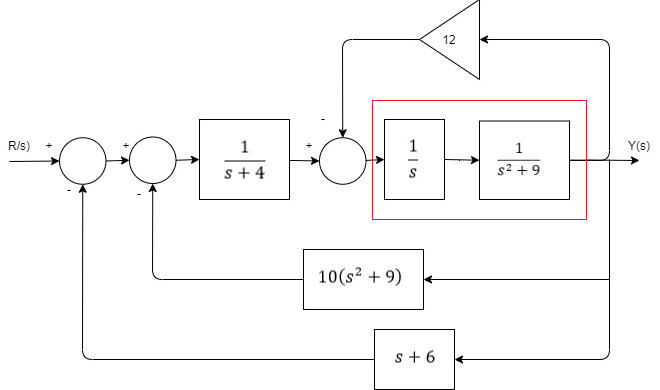 12
-
R/s) + + 1/(s + 4) + 1/s 1/(s² + 9) Y(s)
- -
10(s² + 9)
s + 6